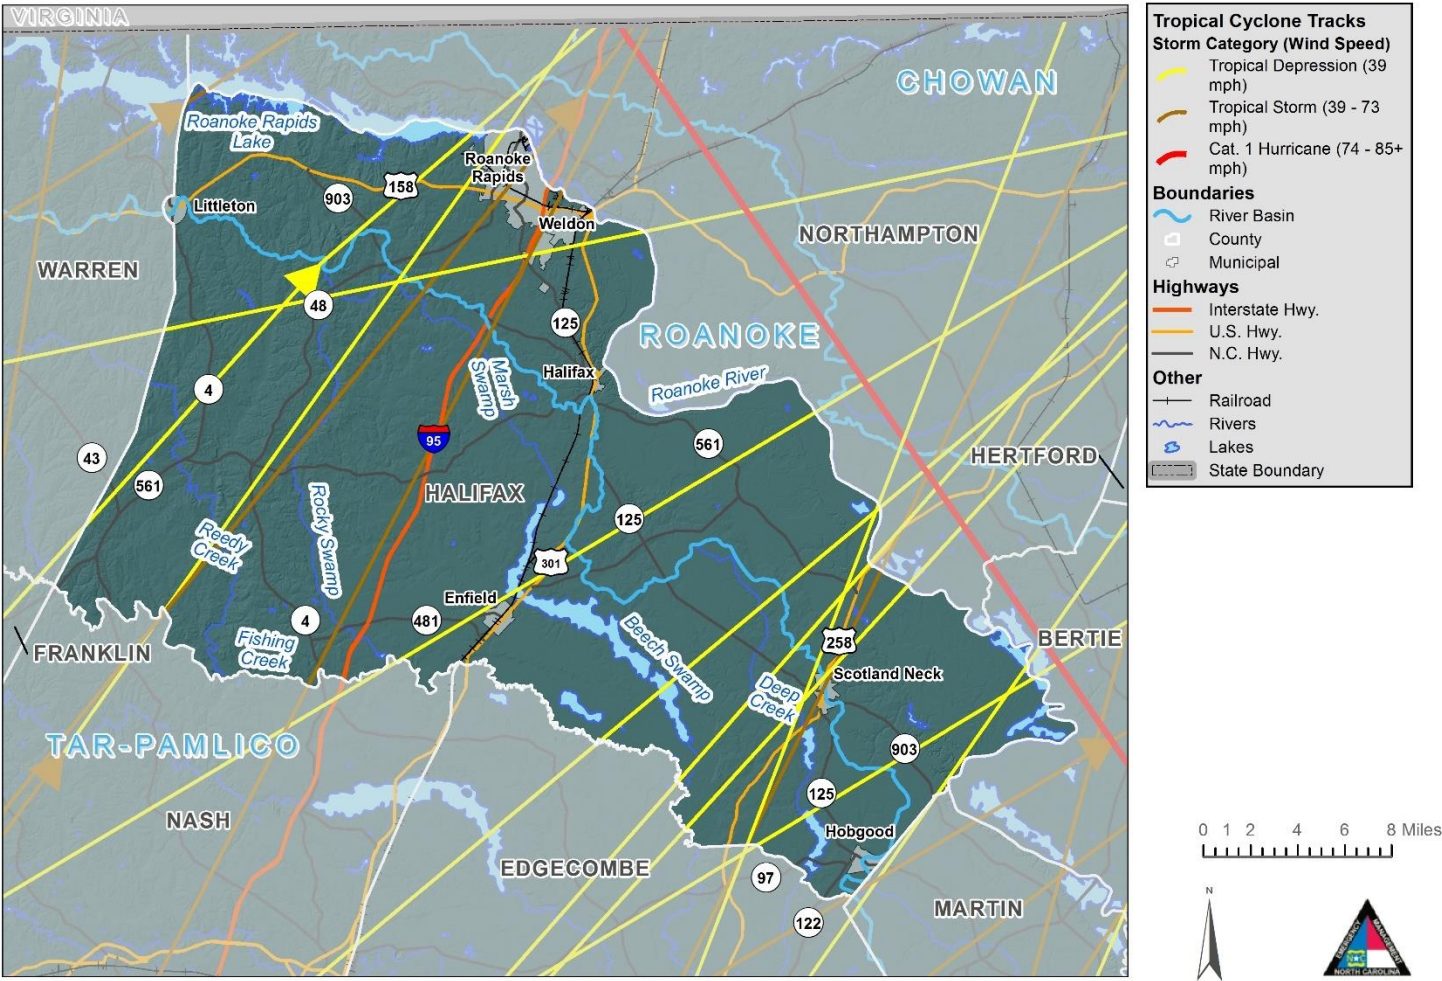 VIRGINIA
CHOWAN
Roanoke Rapids
Lake
Roanoke
Rapids
158
903
Littleton
Weldon
NORTHAMPTON
WARREN
48
125
ROANOKE
Marsh
Swamp
Halifax
Roanoke River
4
95
561
43
HERTFORD
561
HALIFAX
Rocky Swamp
125
Reedy
Creek
301
Enfield
4
481
Beech Swamp
258
BERTIE
Fishing
Creek
FRANKLIN
Scotland Neck
Deep
Creek
TAR-PAMLICO
903
125
NASH
Hobgood
EDGECOMBE
97
MARTIN
122
Tropical Cyclone Tracks
Storm Category (Wind Speed)
Tropical Depression (39
mph)
Tropical Storm (39 - 73
mph)
Cat. 1 Hurricane (74 - 85+
mph)
Boundaries
River Basin
County
Municipal
Highways
Interstate Hwy.
U.S. Hwy.
N.C. Hwy.
Other
Railroad
Rivers
Lakes
State Boundary
0 1 2 4 6 8 Miles
N
EMERGENCY
MANAGEMENT
N C
NORTH CAROLINA